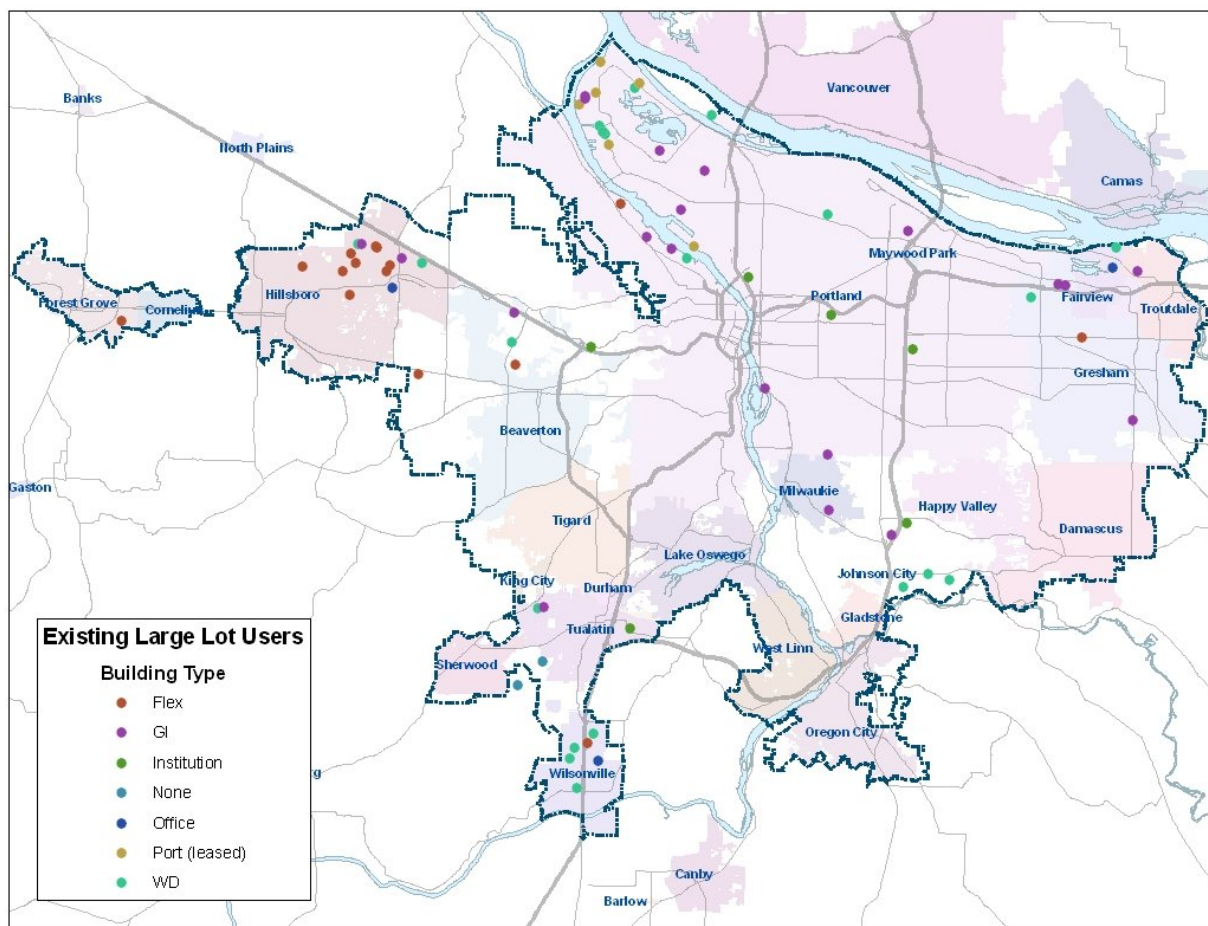 Vancouver
Banks
North Plains
Camas
Maywood Park
Hillsboro
Portland
Fairview
Forest Grove
Troutdale
Gresham
Beaverton
Gaston
Milwaukie
Happy Valley
Tigard
Damascus
Lake Oswego
King City
Johnson City
Durham
Gladstone
Tualatin
West Linn
Sherwood
Oregon City
Wilsonville
Canby
Barlow
Existing Large Lot Users
Building Type
Flex
GI
Institution
None
Office
Port (leased)
WD